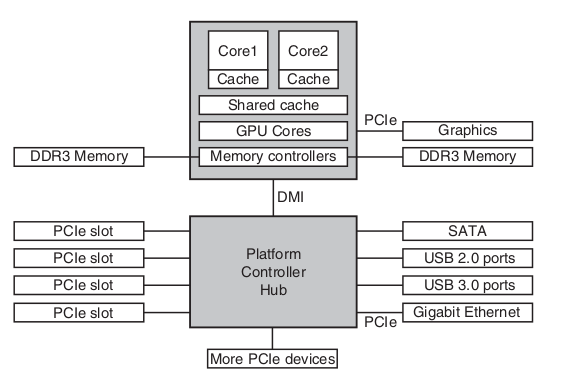 Core1 Core2
Cache Cache
Shared cache
PCIe
GPU Cores Graphics
DDR3 Memory Memory controllers DDR3 Memory
DMI
PCIe slot SATA
Platform
PCIe slot USB 2.0 ports
Controller
PCIe slot USB 3.0 ports
Hub
PCIe slot Gigabit Ethernet
PCIe
More PCIe devices